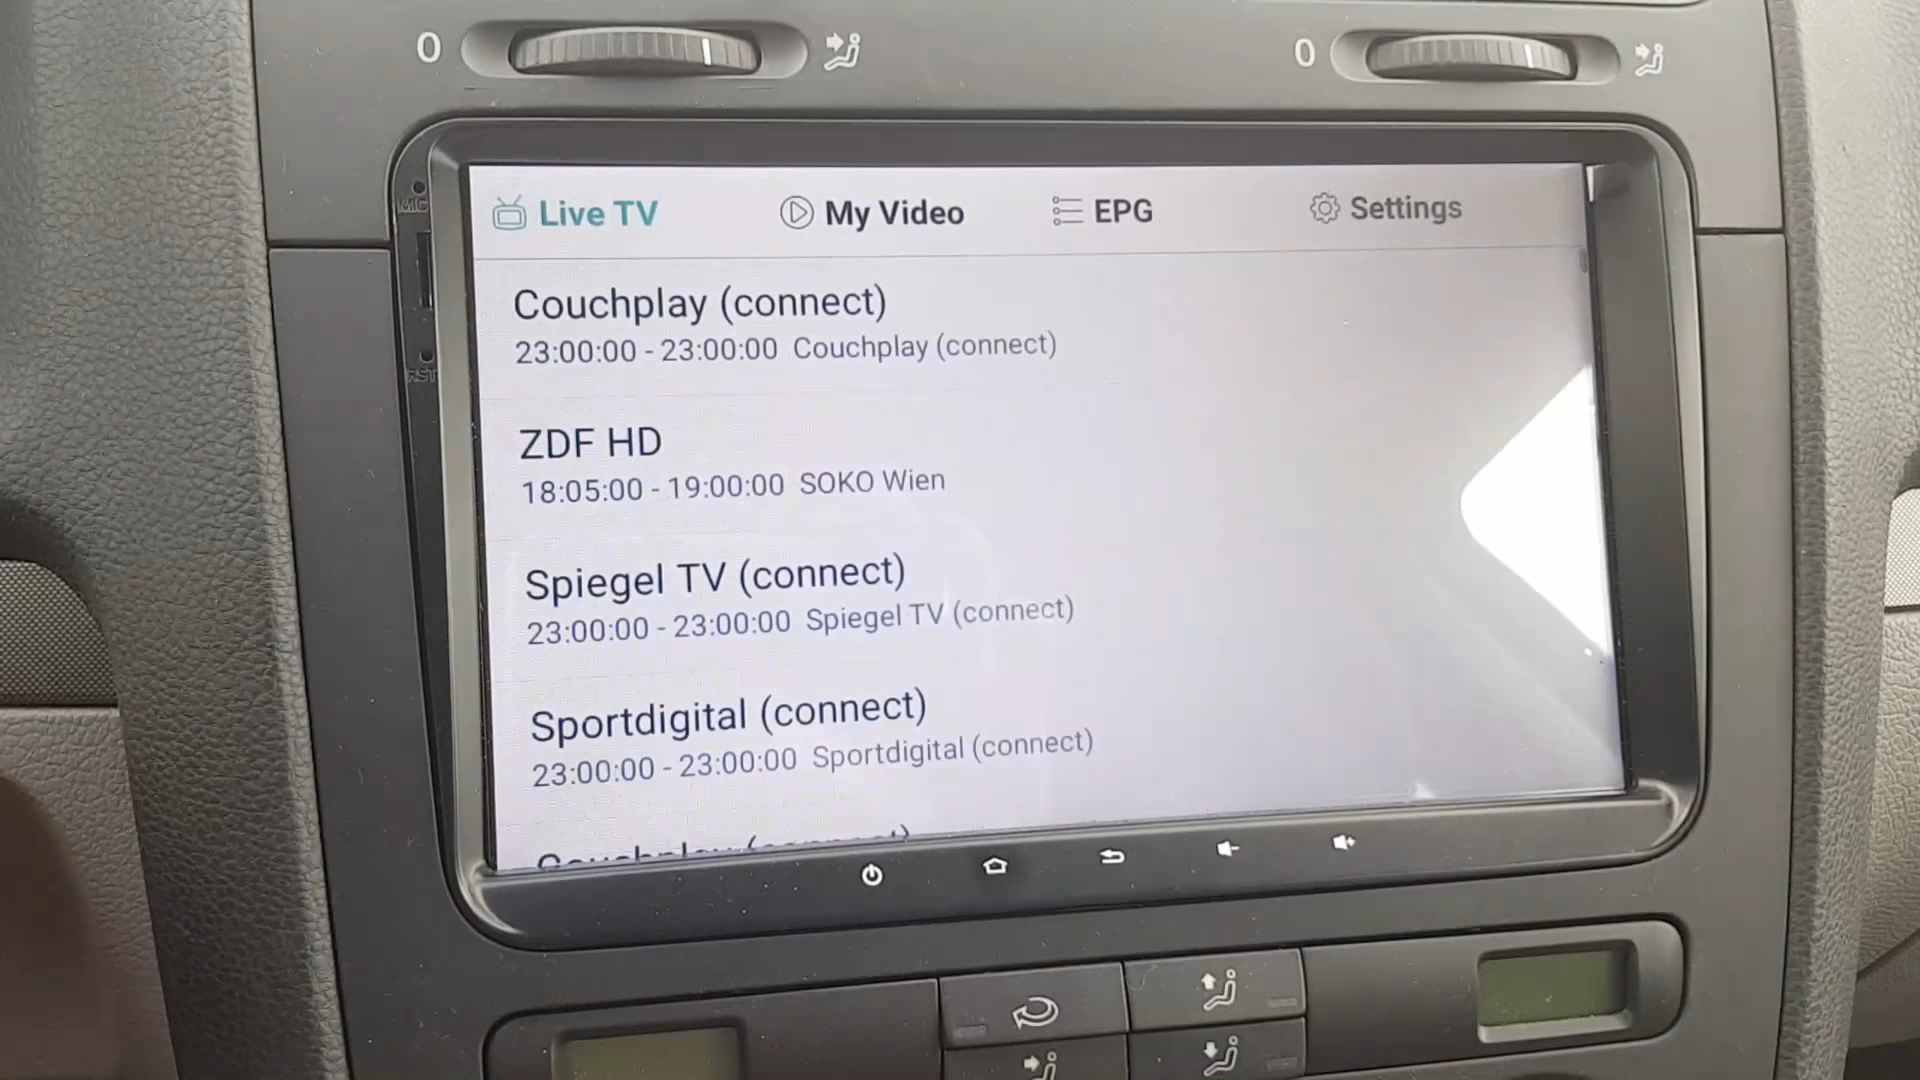 0
0
MIC
Live TV
My Video
EPG
Settings
Couchplay (connect)
23:00:00 - 23:00:00 Couchplay (connect)
RST
ZDF HD
18:05:00 - 19:00:00 SOKO Wien
Spiegel TV (connect)
23:00:00 - 23:00:00 Spiegel TV (connect)
Sportdigital (connect)
23:00:00 - 23:00:00 Sportdigital (connect)
Couchplay (connect)